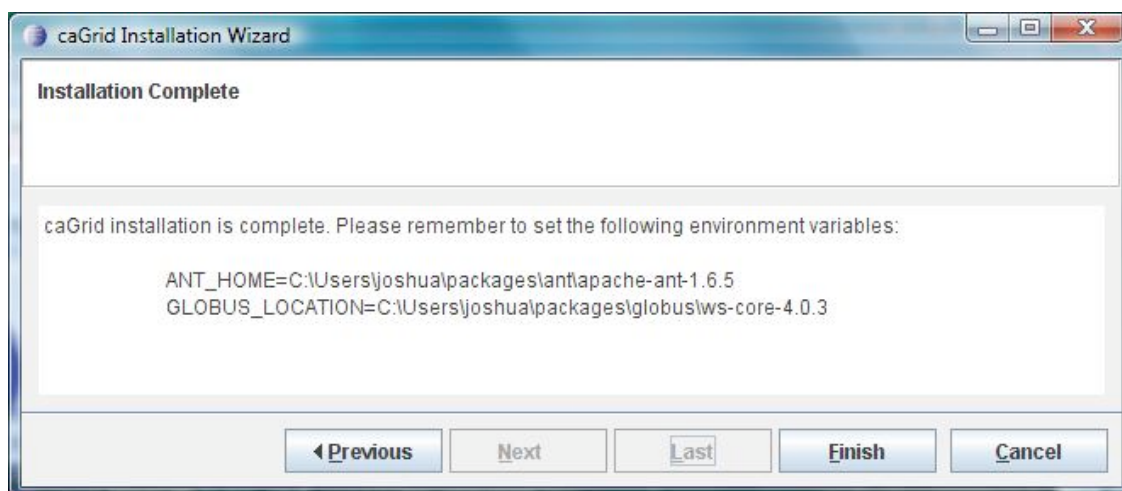 caGrid Installation Wizard
Installation Complete
caGrid installation is complete. Please remember to set the following environment variables:
ANT_HOME=C:\Users\joshua\packages\ant\apache-ant-1.6.5
GLOBUS_LOCATION=C:\Users\joshua\packages\globus\ws-core-4.0.3
Previous Next Last Finish Cancel